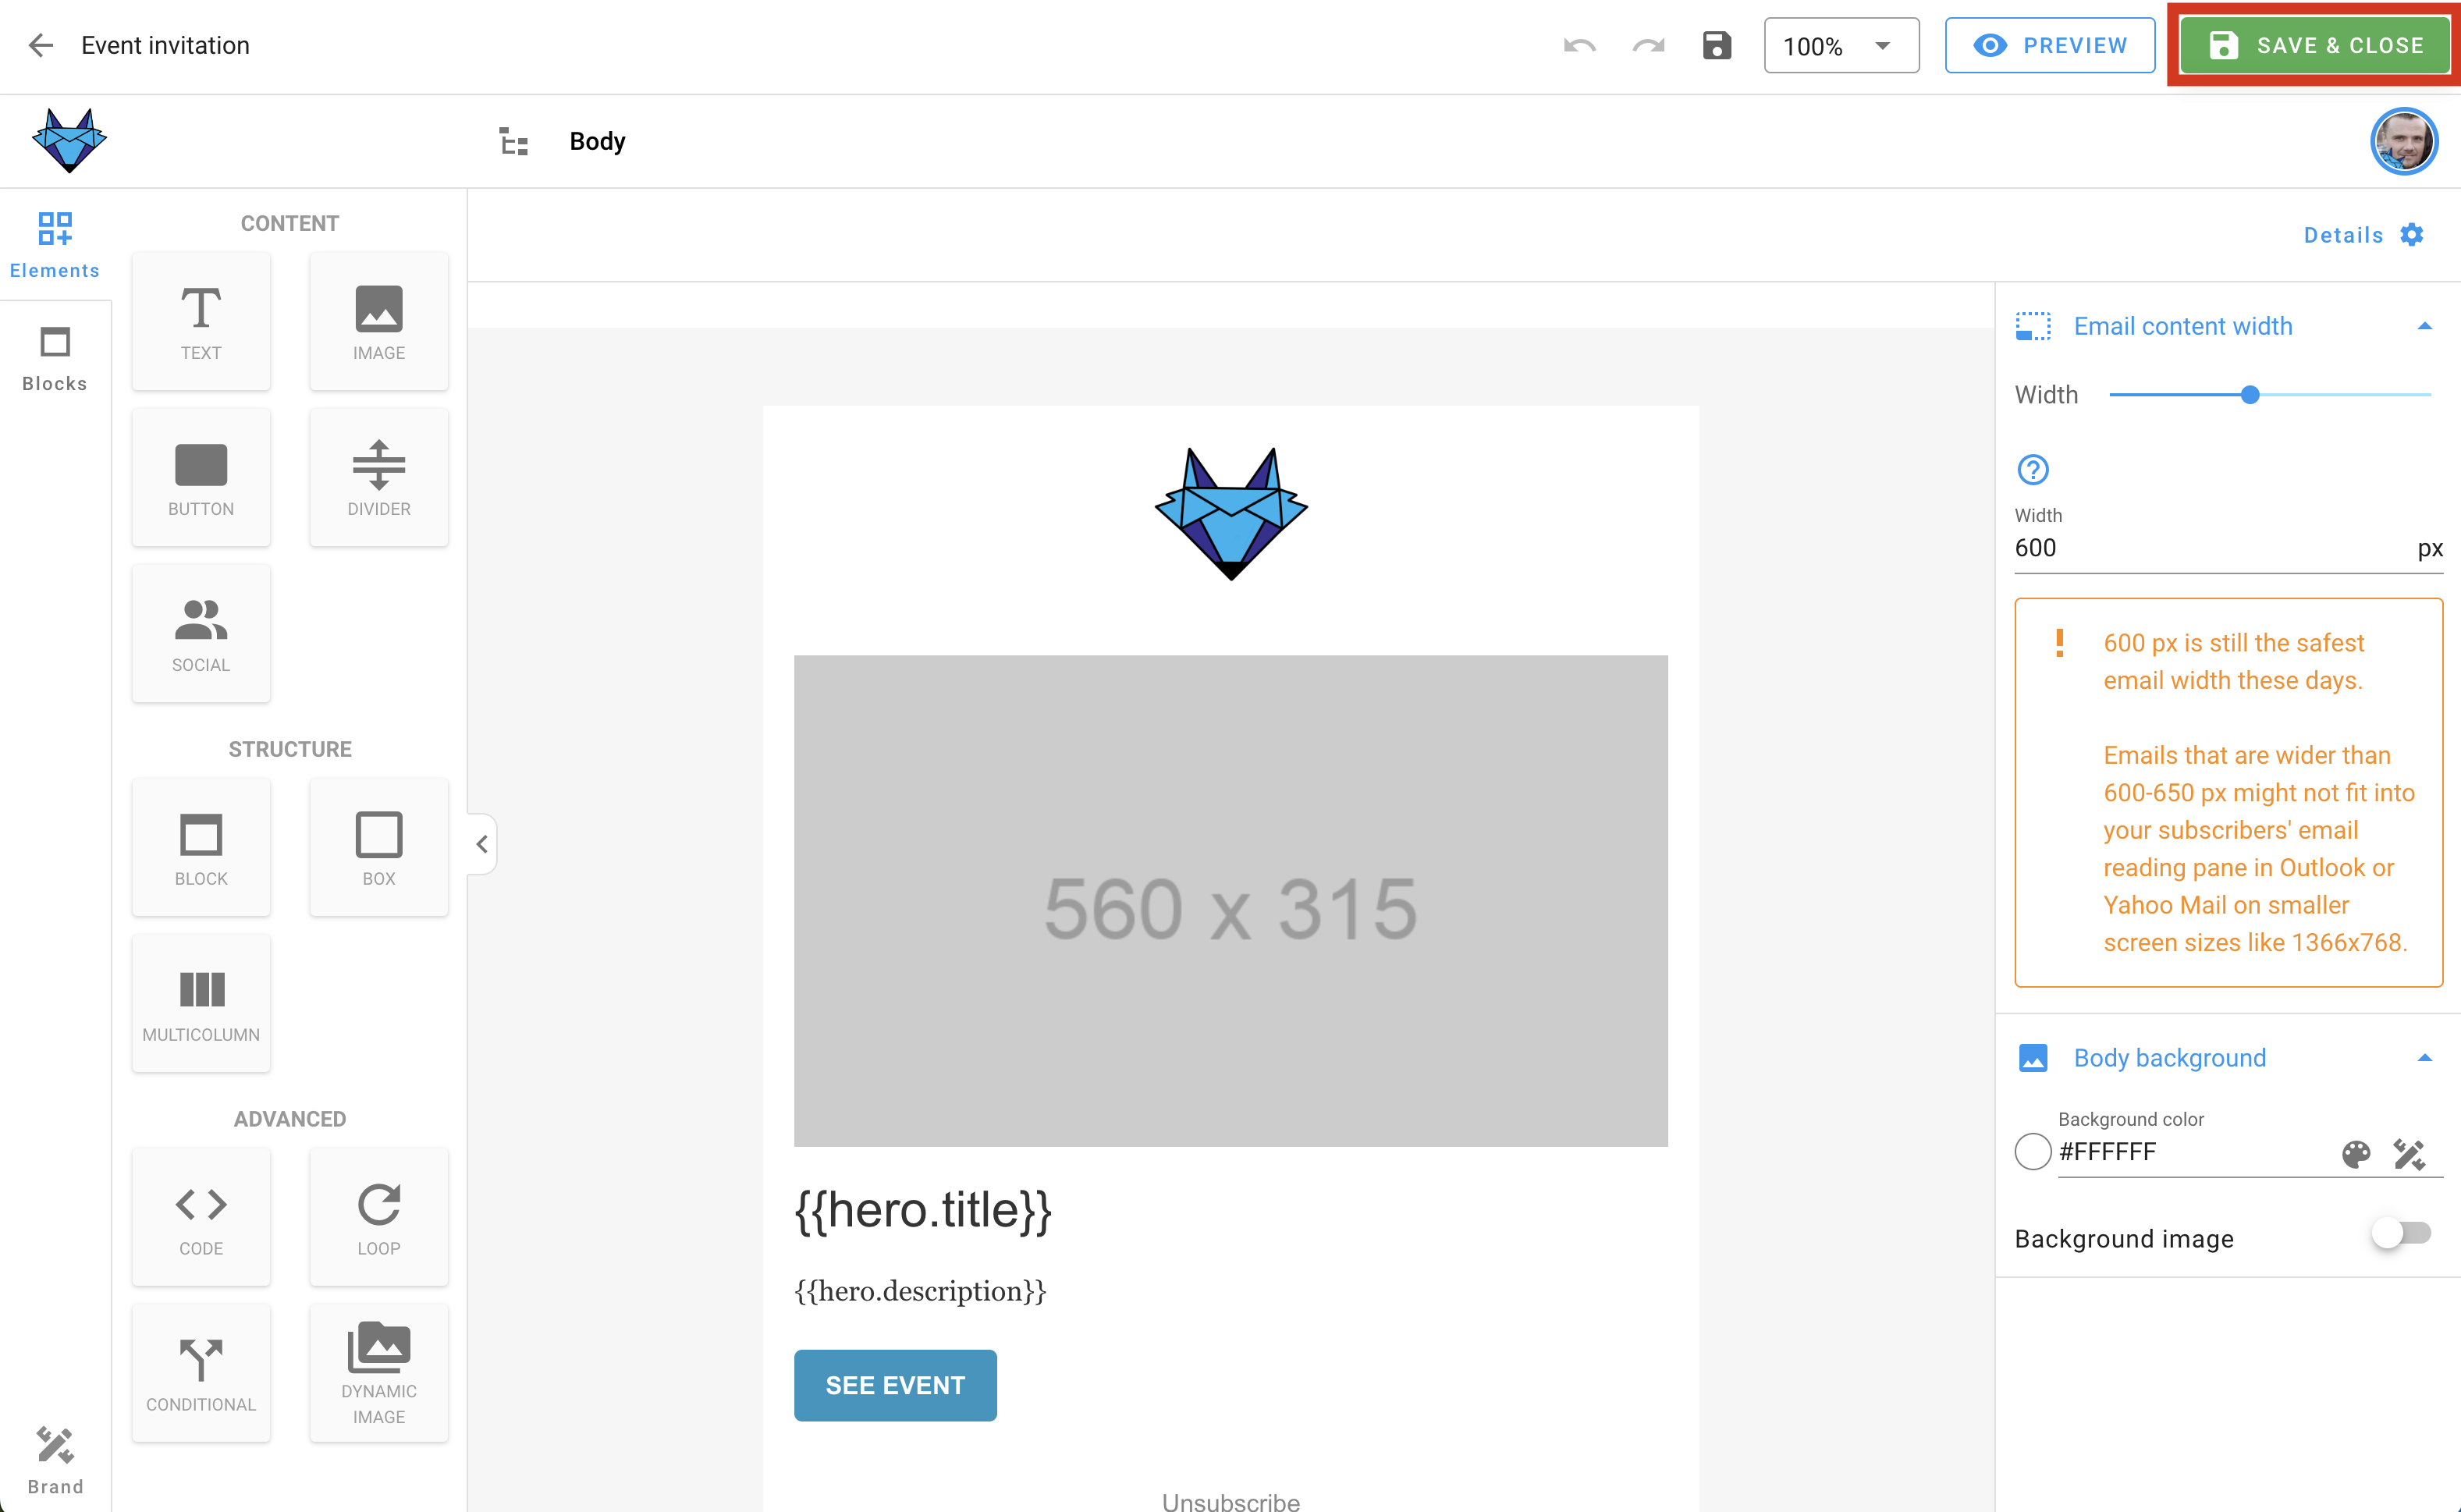 Event invitation
100%
PREVIEW
SAVE & CLOSE
Body
Elements
Blocks
Brand
CONTENT
TEXT
IMAGE
BUTTON
DIVIDER
SOCIAL
STRUCTURE
BLOCK
BOX
MULTICOLUMN
ADVANCED
CODE
LOOP
CONDITIONAL
DYNAMIC
IMAGE
560 x 315
{{hero.title}}
{{hero.description}}
SEE EVENT
Unsubscribe
Details
Email content width
Width
Width
600
px
600 px is still the safest
email width these days.
Emails that are wider than
600-650 px might not fit into
your subscribers' email
reading pane in Outlook or
Yahoo Mail on smaller
screen sizes like 1366x768.
Body background
Background color
#FFFFFF
Background image